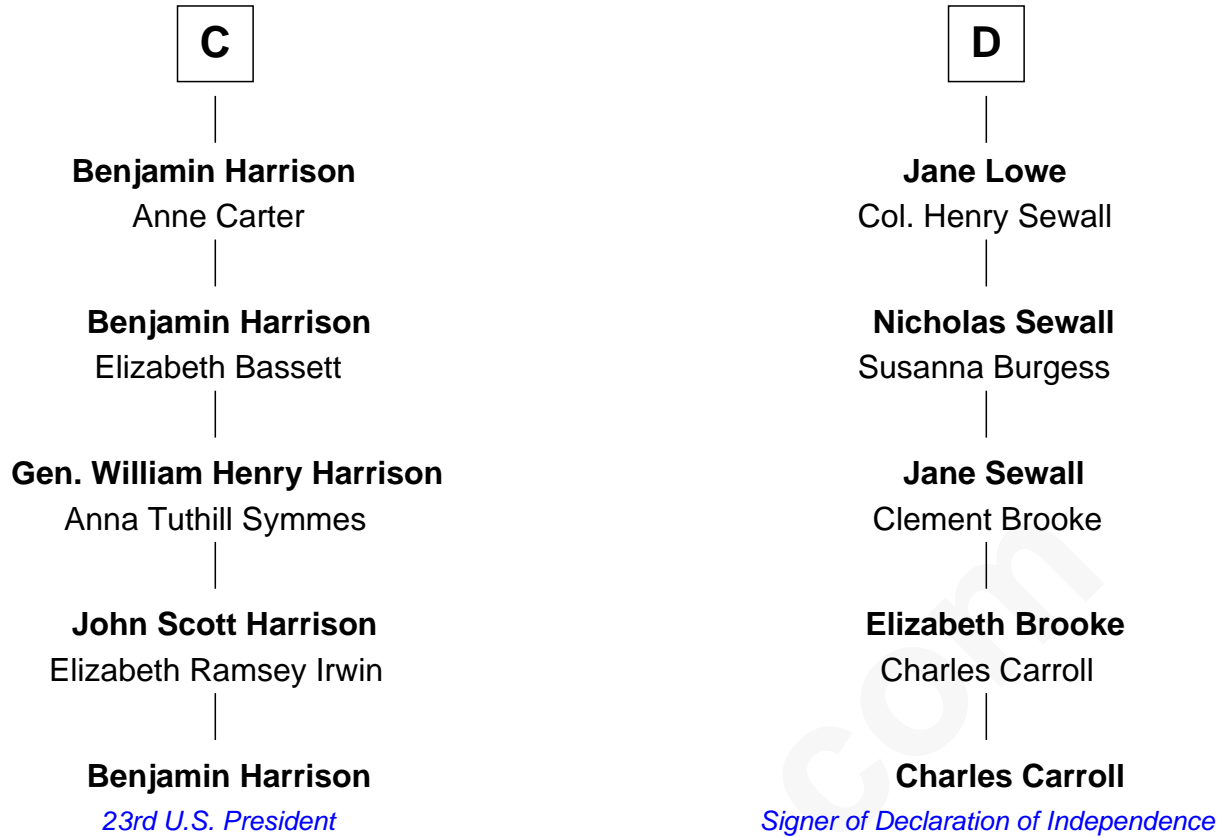 C
Benjamin Harrison
Anne Carter
Benjamin Harrison
Elizabeth Bassett
Gen. William Henry Harrison
Anna Tuthill Symmes
John Scott Harrison
Elizabeth Ramsey Irwin
Benjamin Harrison
23rd U.S. President
D
Jane Lowe
Col. Henry Sewall
Nicholas Sewall
Susanna Burgess
Jane Sewall
Clement Brooke
Elizabeth Brooke
Charles Carroll
Charles Carroll
Signer of Declaration of Independence
com